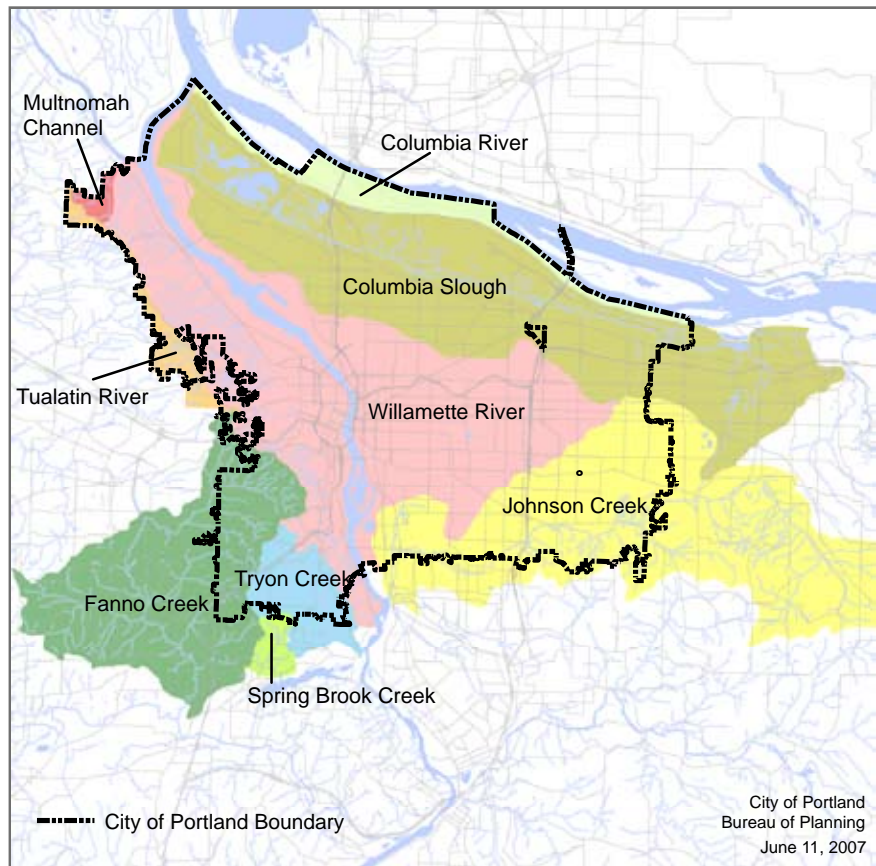 Multnomah
Channel
Columbia River
Columbia Slough
Tualatin River
Willamette River
Johnson Creek
Tryon Creek
Fanno Creek
Spring Brook Creek
City of Portland Boundary
City of Portland
Bureau of Planning
June 11, 2007